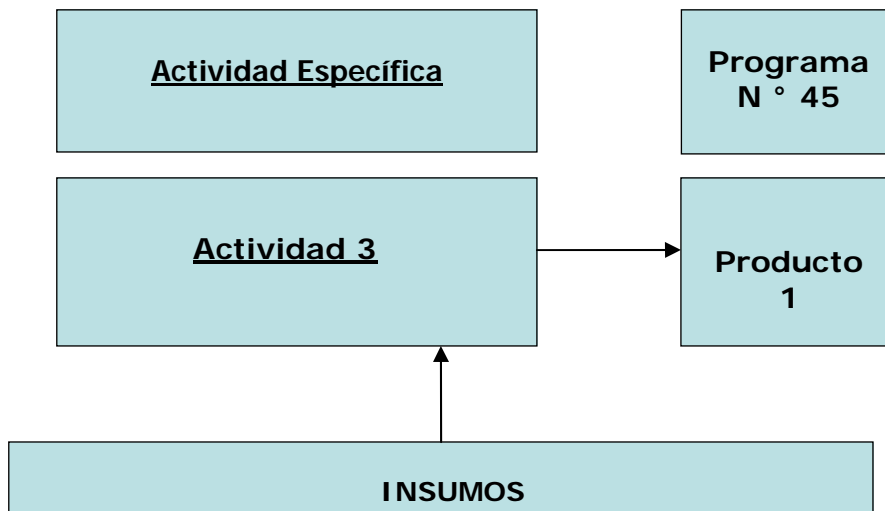 Actividad Específica
Programa
N ° 45
Actividad 3
Producto
1
INSUMOS